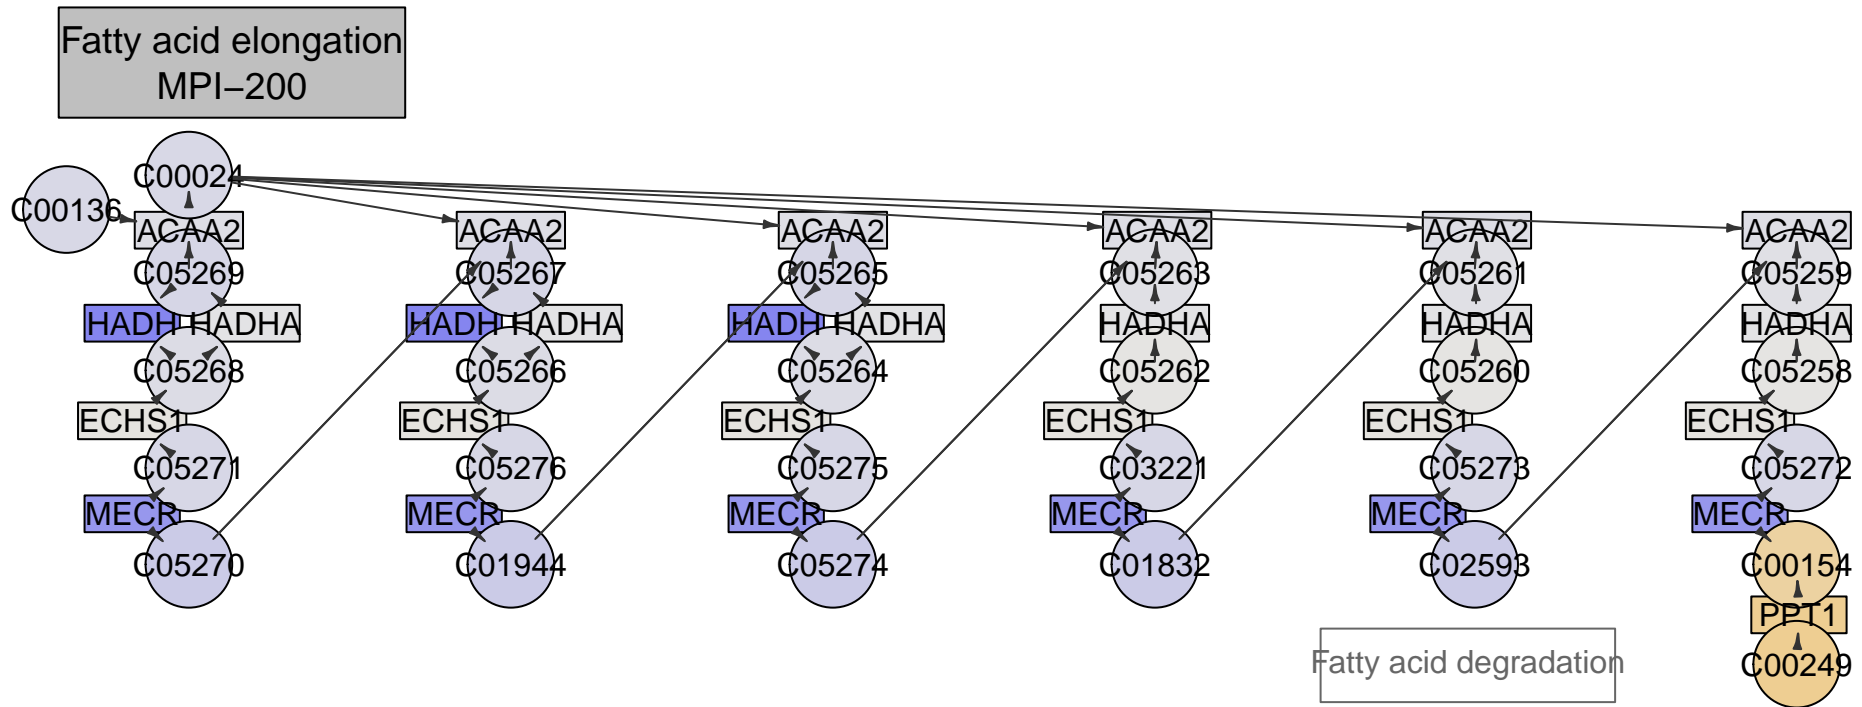 Fatty acid elongation
MPI−200
C00024
C00136
ACAA2 ACAA2 ACAA2 ACAA2 ACAA2 ACAA2
C05269 C05267 C05265 C05263 C05261 C05259
HADH HADHA HADH HADHA HADH HADHA HADHA HADHA HADHA
C05268 C05266 C05264 C05262 C05260 C05258
ECHS1 ECHS1 ECHS1 ECHS1 ECHS1 ECHS1
C05271 C05276 C05275 C03221 C05273 C05272
MECR MECR MECR MECR MECR MECR
C05270 C01944 C05274 C01832 C02593 C00154
PPT1
Fatty acid degradation C00249